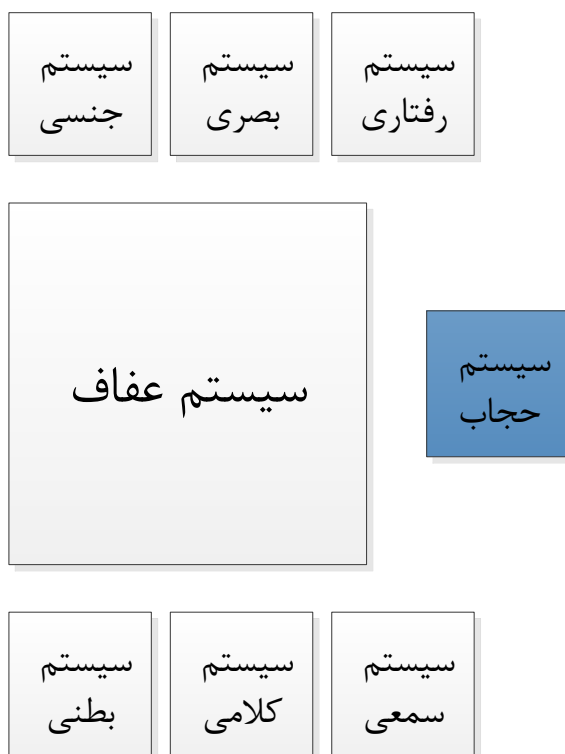 سیستم
رفتاری
سیستم
بصری
سیستم
جنسی
سیستم
حجاب
سیستم عفاف
سیستم
سمعی
سیستم
کلامی
سیستم
بطنی